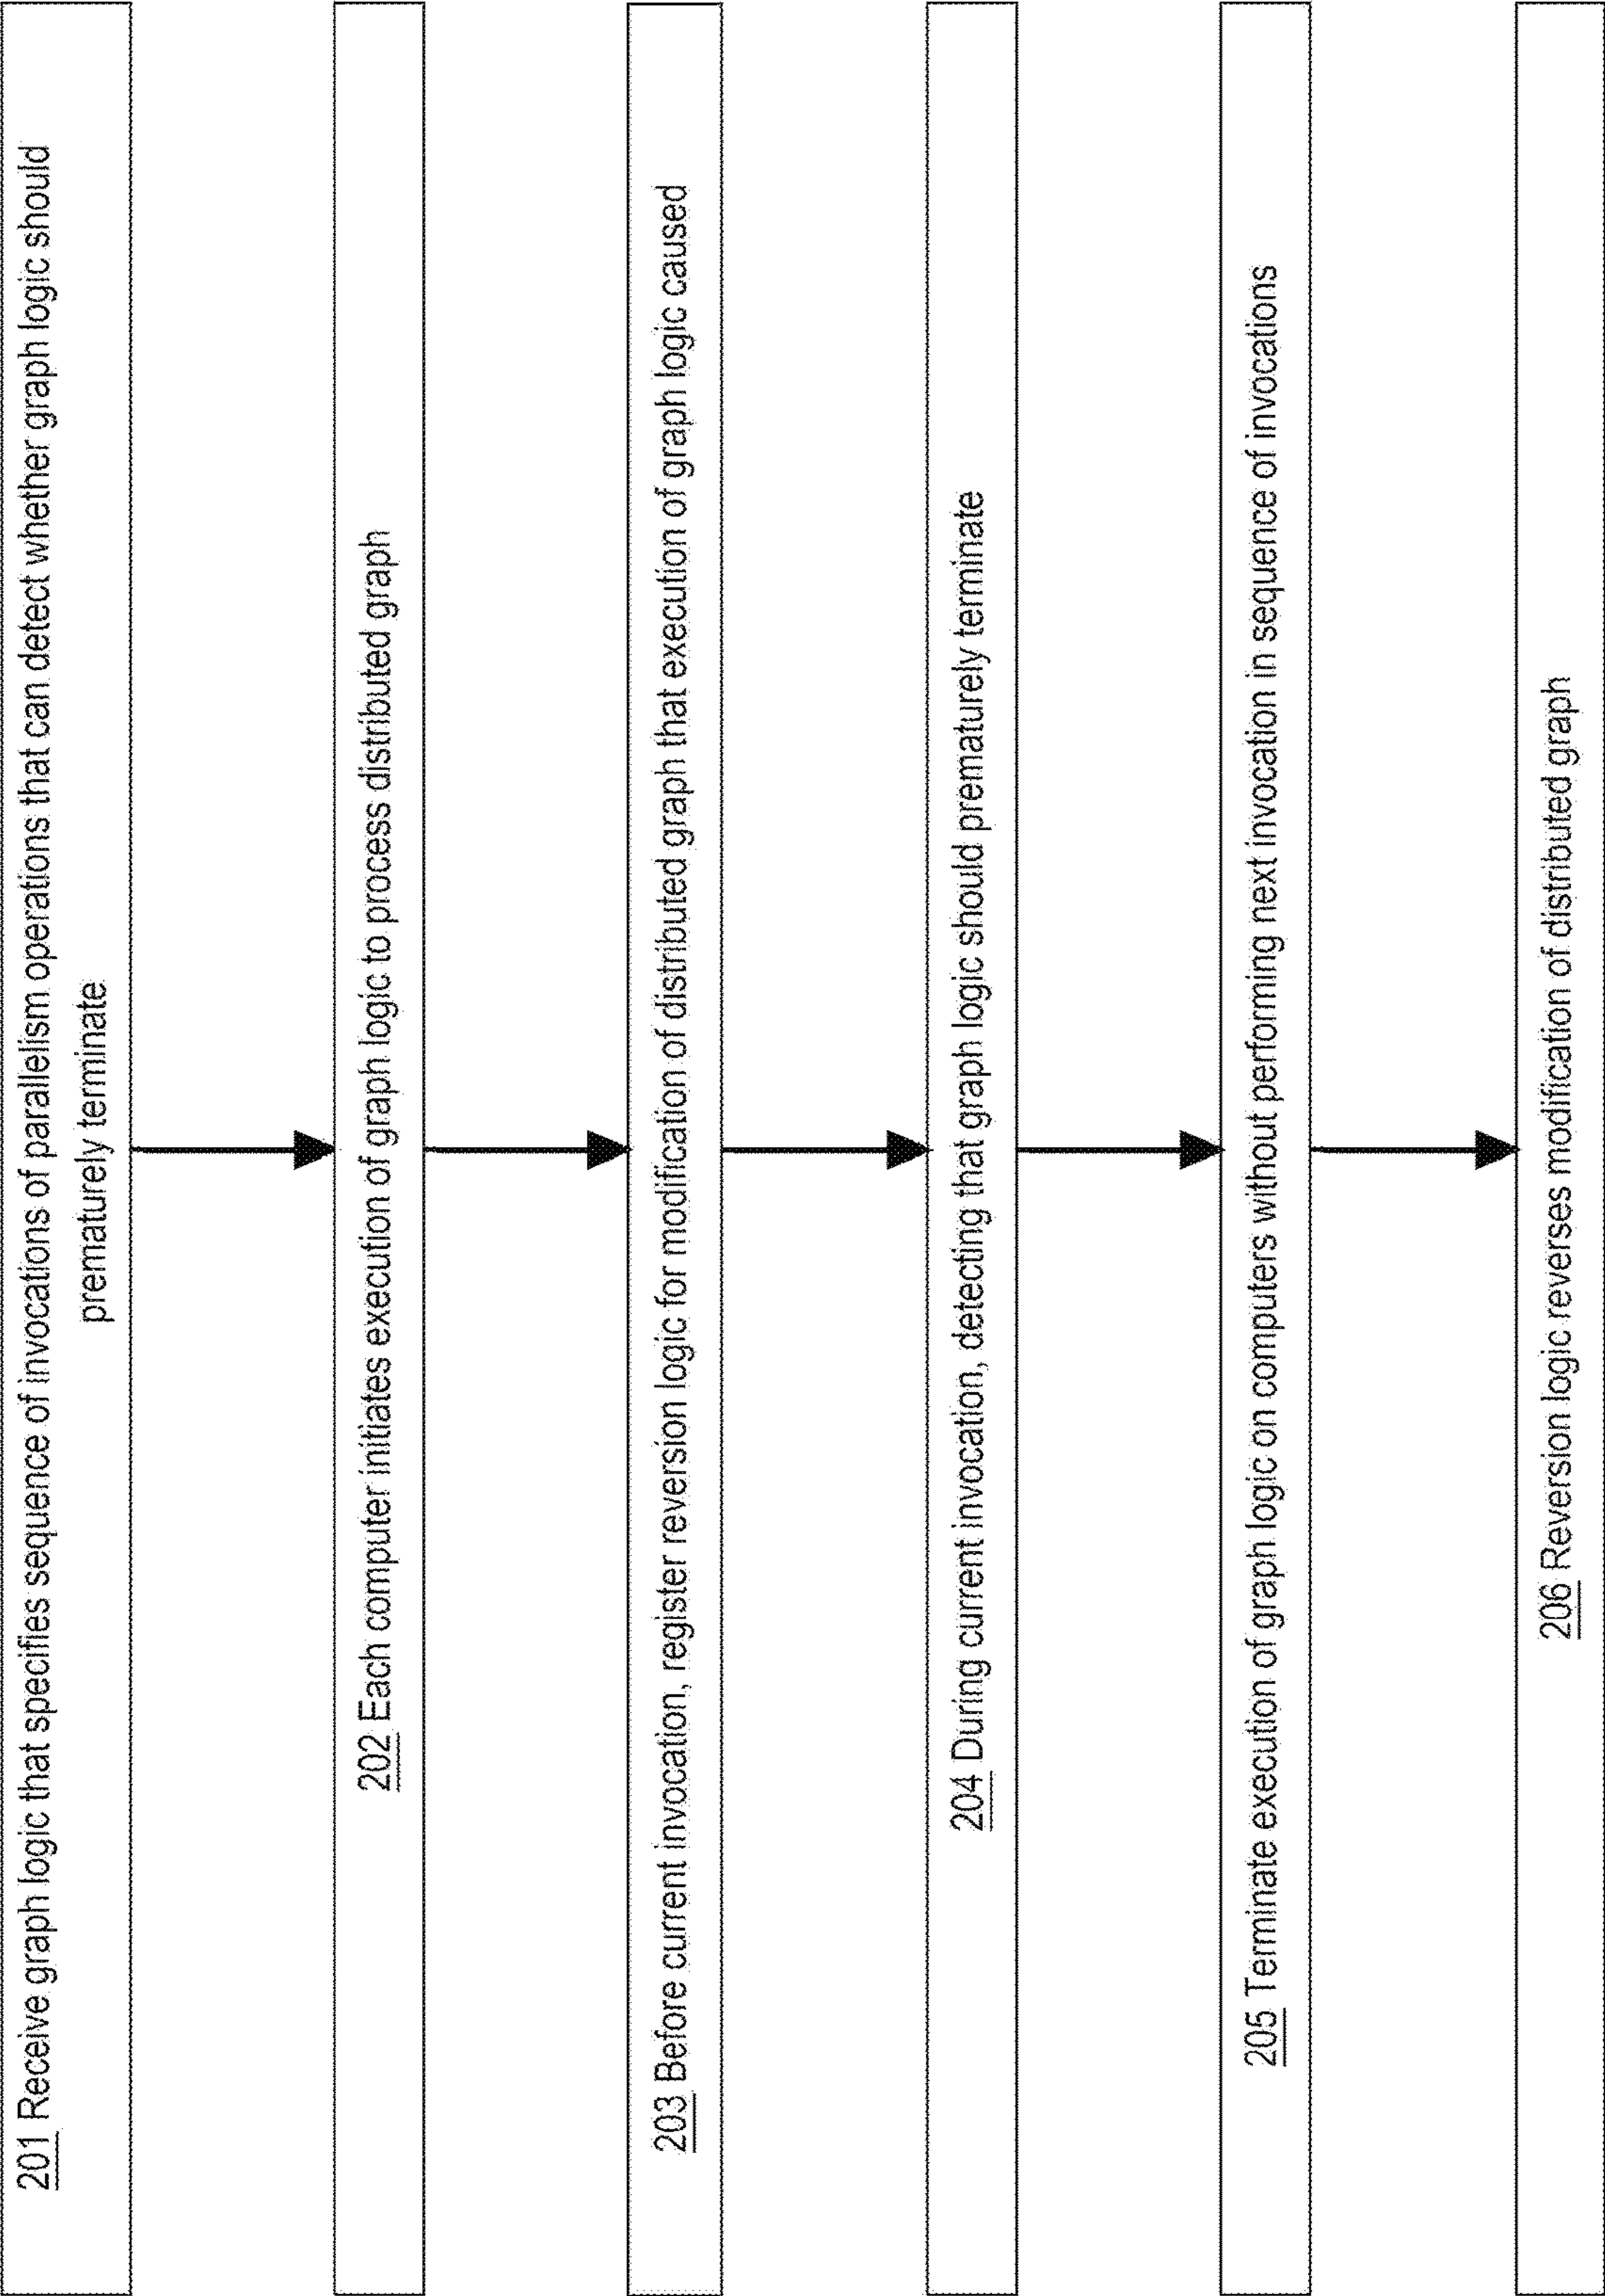 201 Receive graph logic that specifies sequence of invocations of parallelism operations that can detect whether graph logic should
prematurely terminate
202 Each computer initiates execution of graph logic to process distributed graph
203 Before current invocation, register reversion logic for modification of distributed graph that execution of graph logic caused
204 During current invocation, detecting that graph logic should prematurely terminate
205 Terminate execution of graph logic on computers without performing next invocation in sequence of invocations
206 Reversion logic reverses modification of distributed graph